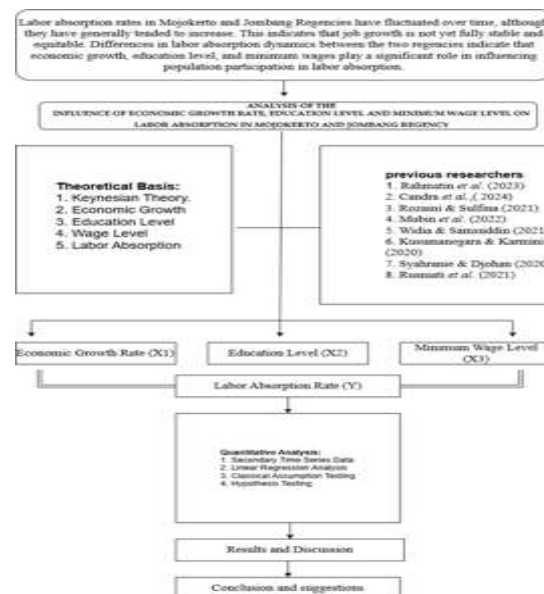 Labor absorption rates in Mojokerto and Jombang Regencies have fluctuated over time, although
they have generally tended to increase. This indicates that job growth is not yet fully stable and
equitable. Differences in labor absorption dynamics between the two regencies indicate that
economic growth, education level, and minimum wages play a significant role in influencing
population participation in labor absorption.
ANALYSIS OF THE
INFLUENCE OF ECONOMIC GROWTH RATE, EDUCATION LEVEL AND MINIMUM WAGE LEVEL ON
LABOR ABSORPTION IN MOJOKERTO AND JOMBANG REGENCY
Theoretical Basis:
1. Keynesian Theory.
2. Economic Growth
3. Education Level
4. Wage Level
5. Labor Absorption
previous researchers
1. Rahmatin et al. (2023)
2. Candra et al.,( 2024)
3. Rozaini & Sulfina (2021)
4. Mubin et al. (2022)
5. Widia & Samsuddin (2021
6. Kusumanegara & Karmini
(2020)
7. Syahranie & Djohan (2020
8. et al. (2021)
Economic Growth Rate (X1)
Education Level (X2)
Minimum Wage Level
(X3)
Labor Absorption Rate (Y)
Quantitative Analysis:
1. Secondary Time Series Data
2. Linear Regression Analysis
3. Classical Assumption Testing
4. Hypothesis Testing
Results and Discussion
Conclusion and suggestions